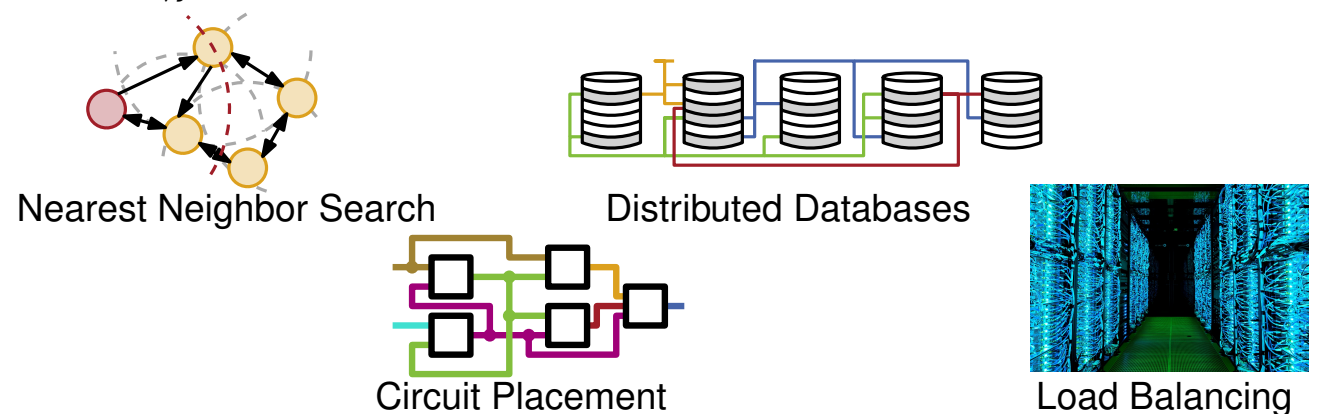 Nearest Neighbor Search
Distributed Databases
Circuit Placement
Load Balancing